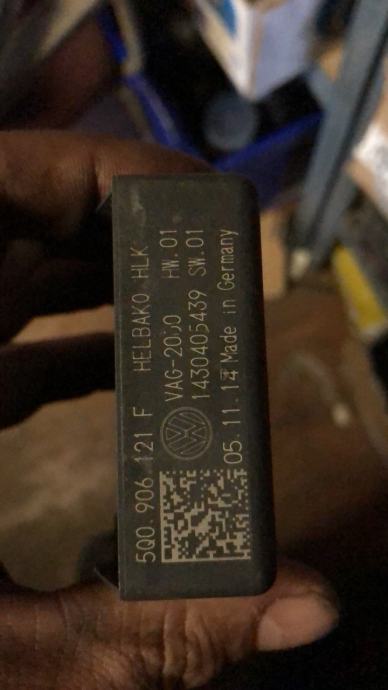 5Q0. 906 121 F HELBAKO HLK
VAG-2050 HW.01
1430405439 SW.01
05.11.14 Made in Germany